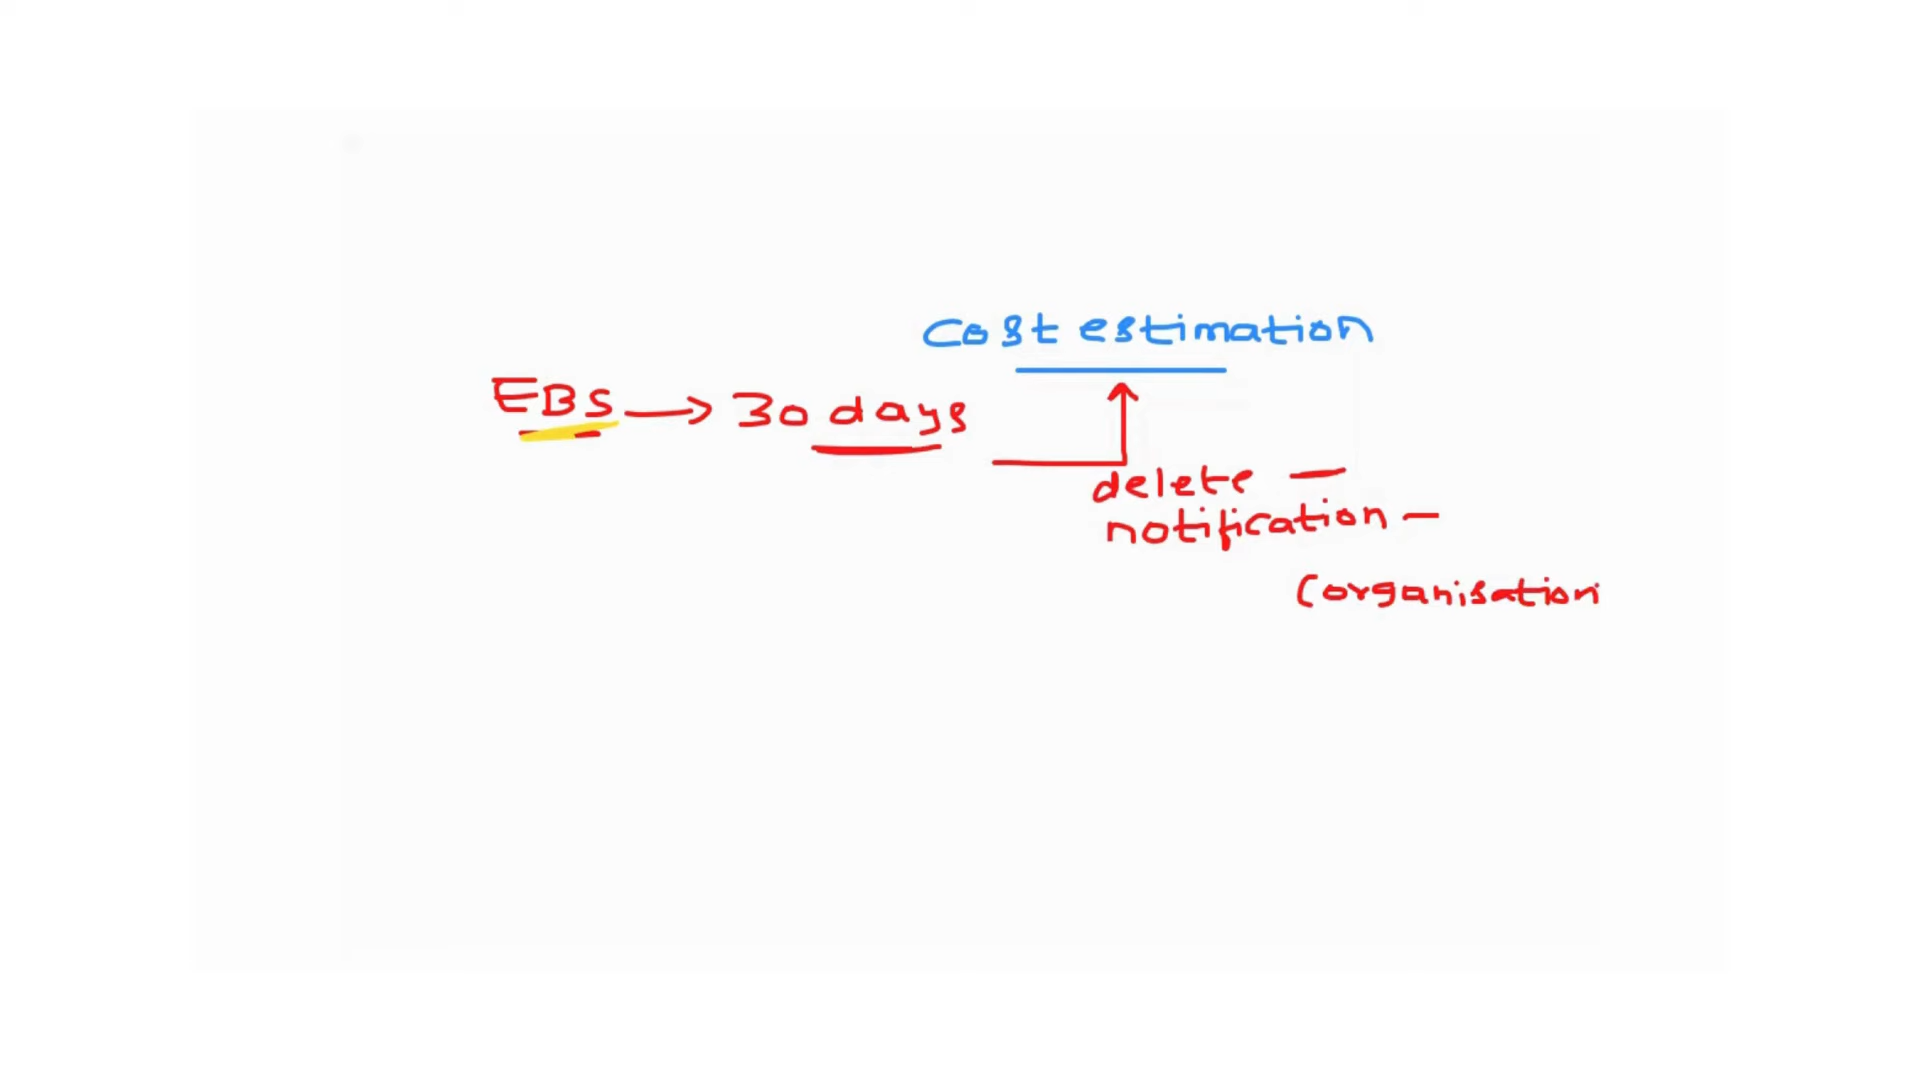 Cost estimation
EBS → 30 days
delete —
notification —
(organisation